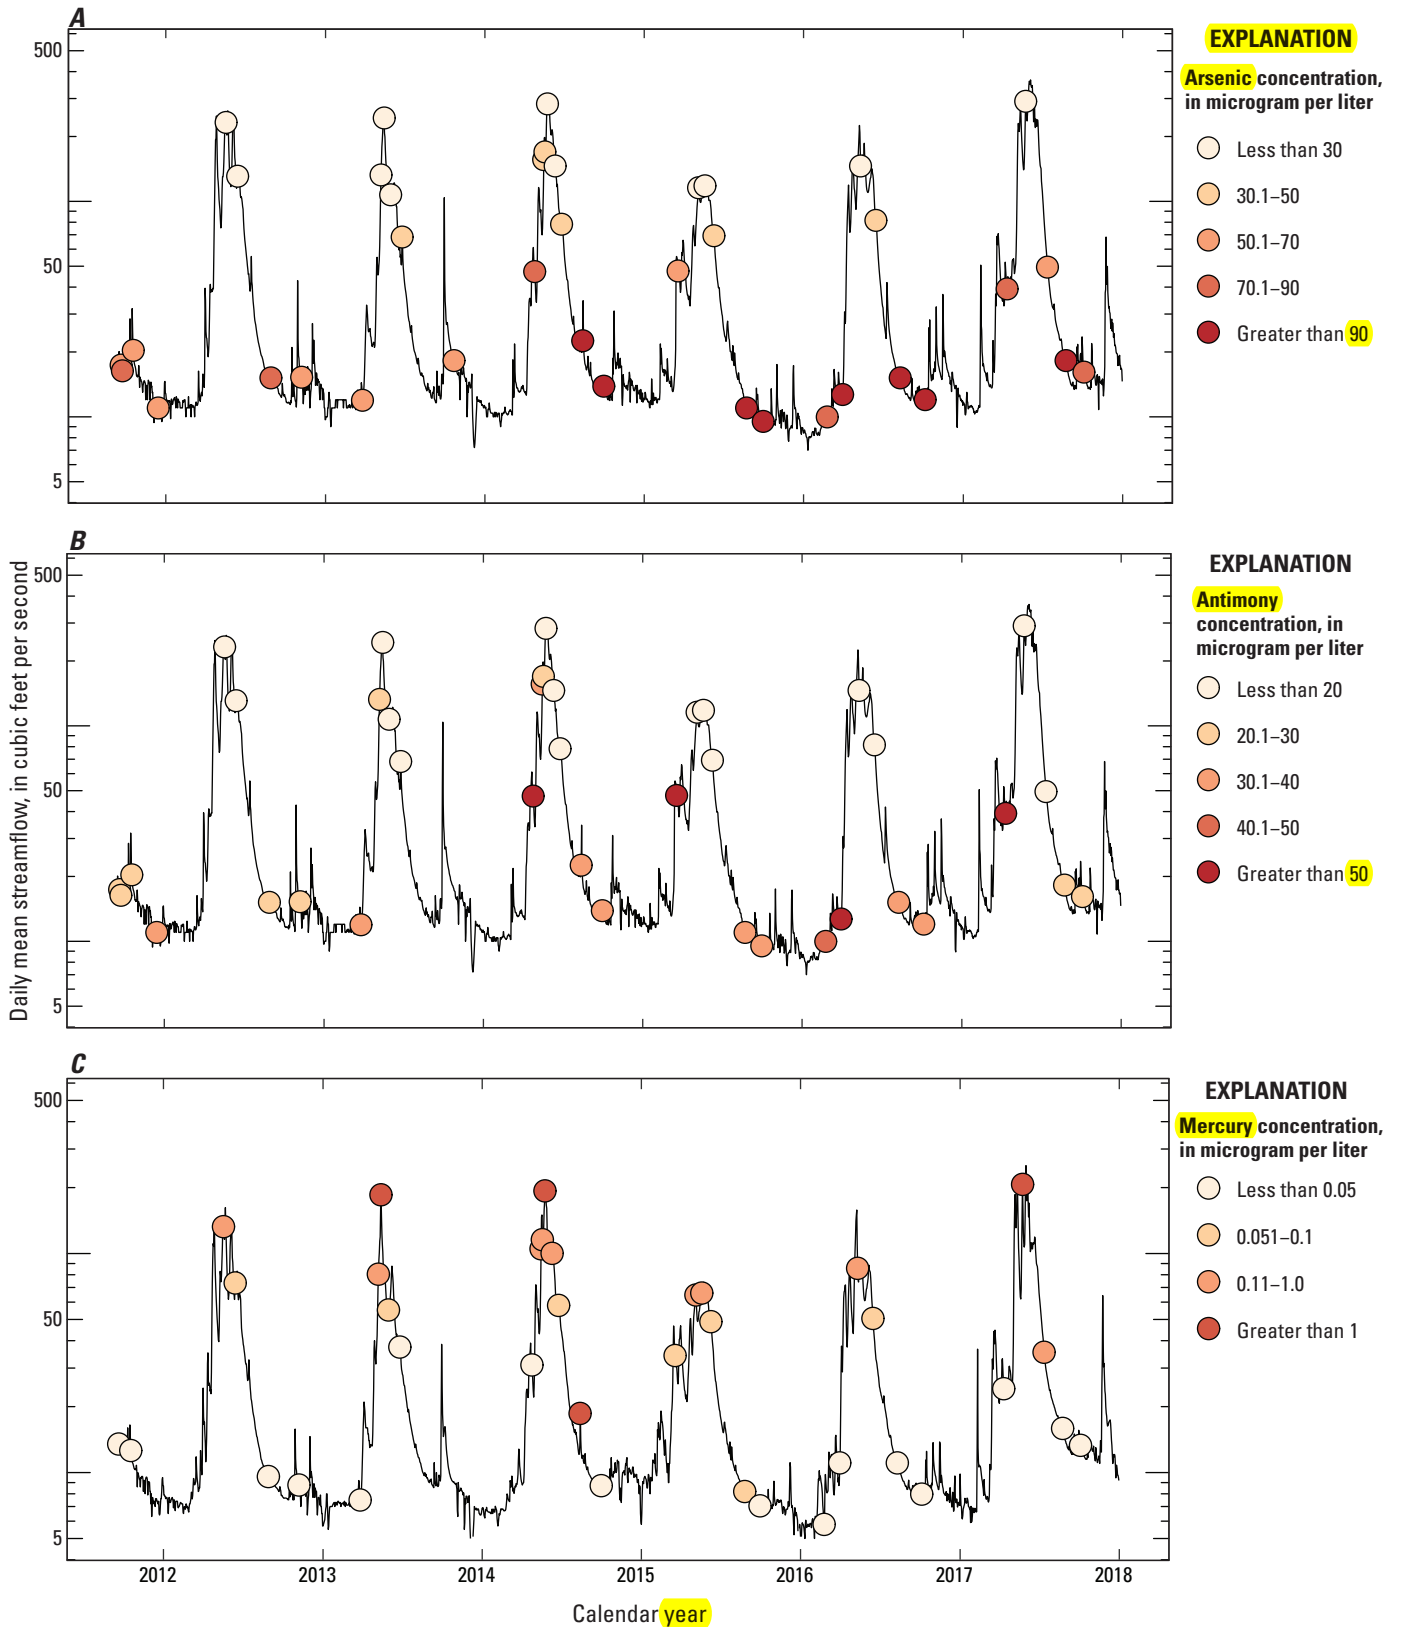 A
500
50
5
EXPLANATION
Arsenic concentration,
in microgram per liter
Less than 30
30.1–50
50.1–70
70.1–90
Greater than 90
B
500
50
5
EXPLANATION
Antimony
concentration, in
microgram per liter
Less than 20
20.1–30
30.1–40
40.1–50
Greater than 50
Daily mean streamflow, in cubic feet per second
C
500
50
5
EXPLANATION
Mercury concentration,
in microgram per liter
Less than 0.05
0.051–0.1
0.11–1.0
Greater than 1
2012 2013 2014 2015 2016 2017 2018
Calendar year